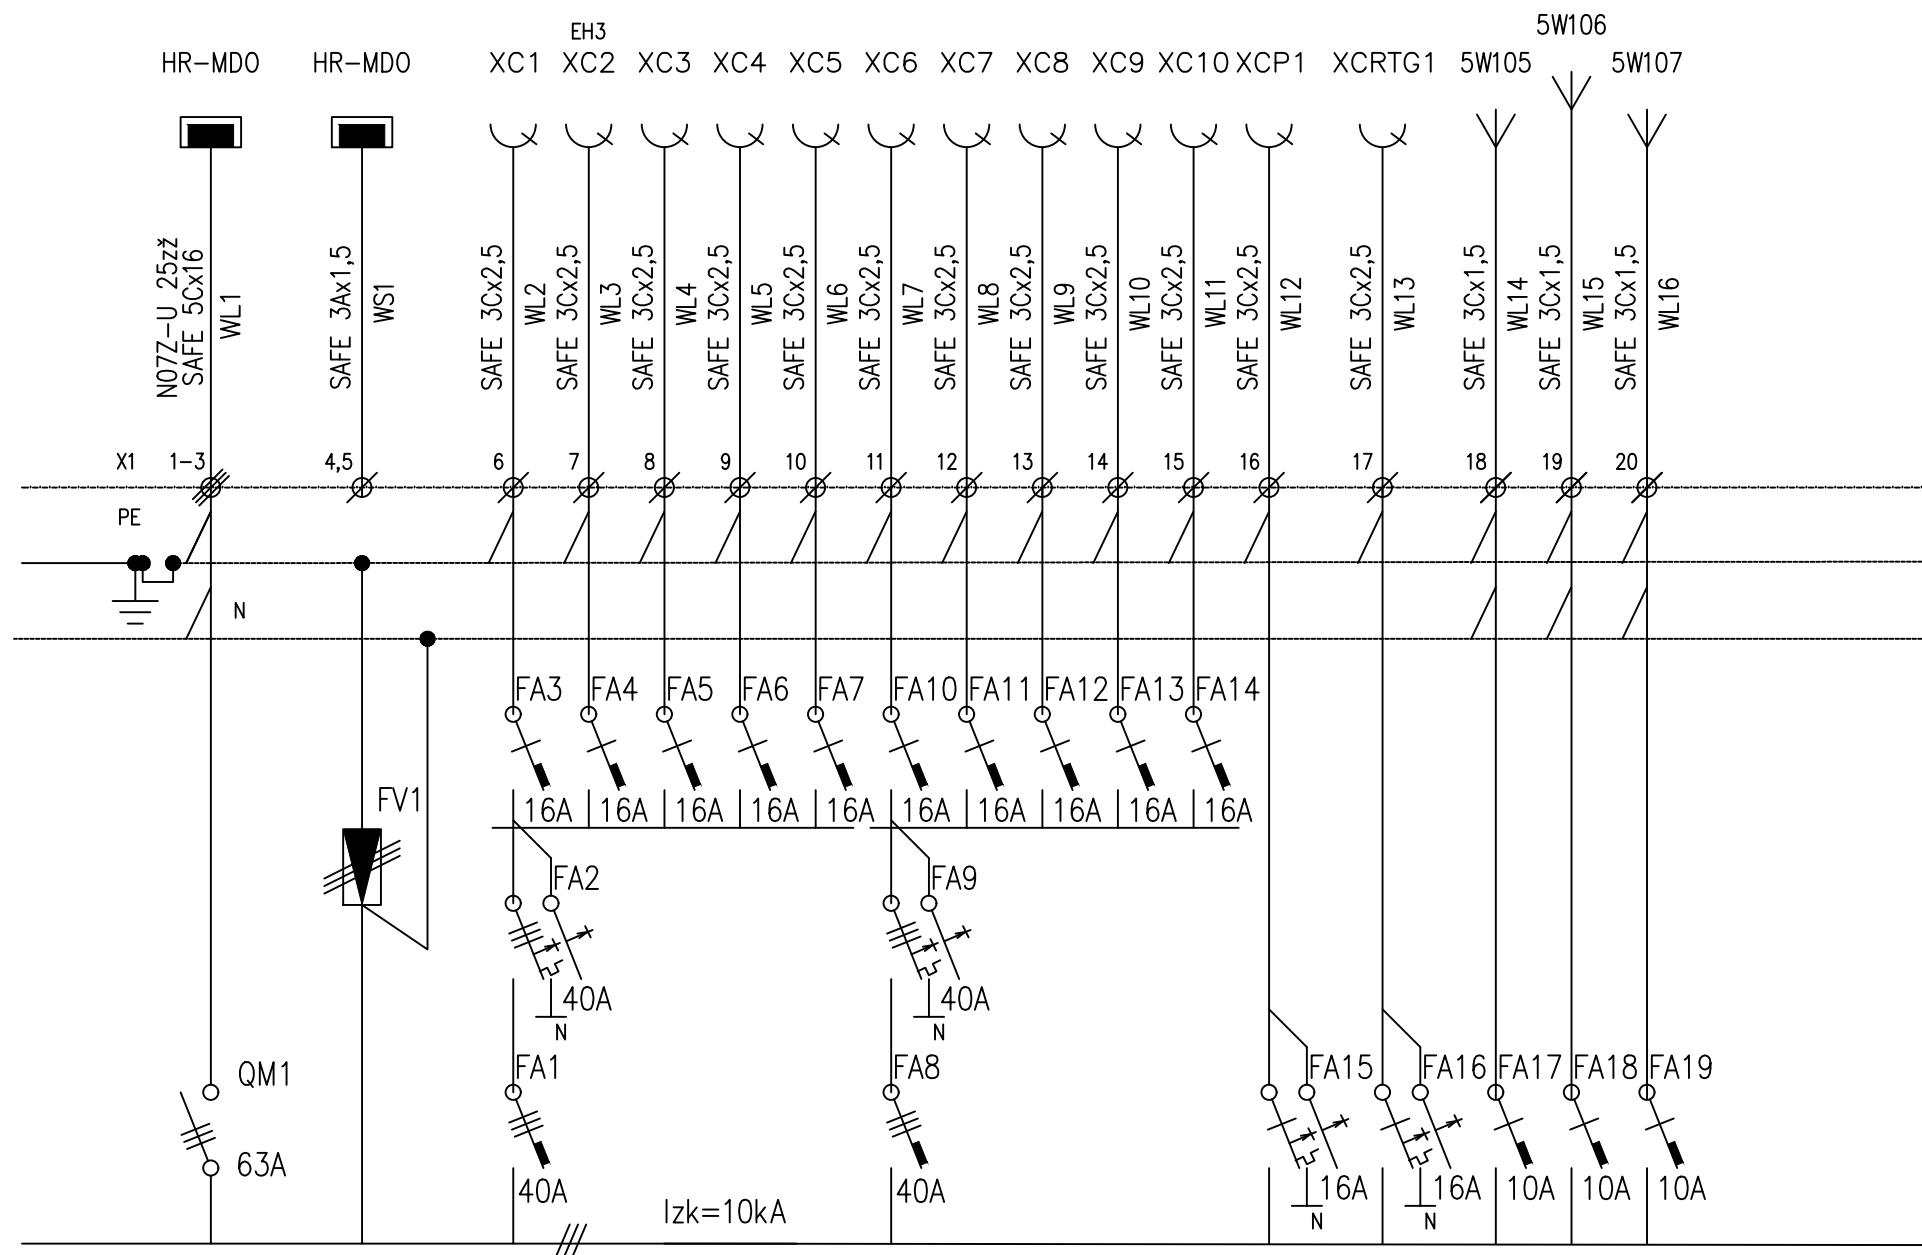 5W106
EH3
HR-MDO HR-MDO XC1 XC2 XC3 XC4 XC5 XC6 XC7 XC8 XC9 XC10 XCP1 XCRTG1 5W105 5W107
N07Z-U 25zž
SAFE 5Cx16
WL1
SAFE 3Ax1,5
WS1
SAFE 3Cx2,5
WL2
SAFE 3Cx2,5
WL3
SAFE 3Cx2,5
WL4
SAFE 3Cx2,5
WL5
SAFE 3Cx2,5
WL6
SAFE 3Cx2,5
WL7
SAFE 3Cx2,5
WL8
SAFE 3Cx2,5
WL9
SAFE 3Cx2,5
WL10
SAFE 3Cx2,5
WL11
SAFE 3Cx2,5
WL12
SAFE 3Cx2,5
WL13
SAFE 3Cx1,5
WL14
SAFE 3Cx1,5
WL15
SAFE 3Cx1,5
WL16
X1 1-3 4,5 6 7 8 9 10 11 12 13 14 15 16 17 18 19 20
PE
N
FA3 FA4 FA5 FA6 FA7 FA10 FA11 FA12 FA13 FA14
FV1
16A 16A 16A 16A 16A 16A 16A 16A 16A 16A
FA2 FA9
40A 40A
N N
QM1 FA1 FA8 FA15 FA16 FA17 FA18 FA19
63A 40A 40A 16A 16A 10A 10A 10A
N N
Izk=10kA